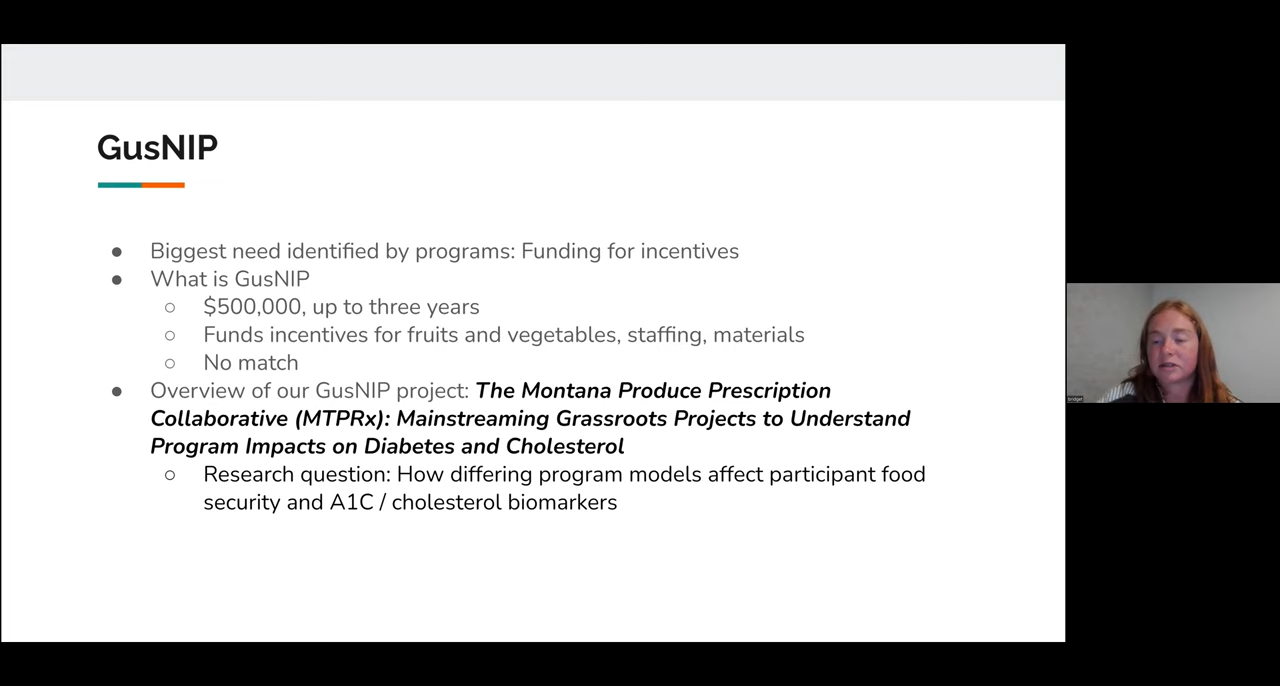 GusNIP
● Biggest need identified by programs: Funding for incentives
● What is GusNIP
○ $500,000, up to three years
○ Funds incentives for fruits and vegetables, staffing, materials
○ No match
● Overview of our GusNIP project: The Montana Produce Prescription
Collaborative (MTPRx): Mainstreaming Grassroots Projects to Understand
Program Impacts on Diabetes and Cholesterol
○ Research question: How differing program models affect participant food
security and A1C / cholesterol biomarkers
bridget